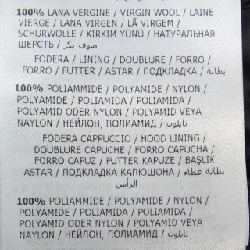 100% LANA VERGINE / VIRGIN WOOL / LAINE
VIERGE / LANA VIRGEN / LÃ VIRGEM /
SCHURWOLLE / KIRKIM YÜNÜ / НАТУРАЛЬНАЯ
ШЕРСТЬ / صوف بكر
FODERA / LINING / DOUBLURE / FORRO /
FORRO / FUTTER / ASTAR / ПОДКЛАДКА / بطانة
100% POLIAMMIDE / POLYAMIDE / NYLON /
POLYAMIDE / POLIAMIDA / POLIAMIDA /
POLYAMID ODER NYLON / POLYAMID VEYA
NAYLON / НЕЙЛОН, ПОЛИАМИД / نايلون
FODERA CAPPUCCIO / HOOD LINING /
DOUBLURE CAPUCHE / FORRO CAPUCHA /
FORRO CAPUZ / FUTTER KAPUZE / BAŞLIK
ASTARI / ПОДКЛАДКА КАПЮШОНА / بطانة غطاء
الرأس
100% POLIAMMIDE / POLYAMIDE / NYLON /
POLYAMIDE / POLIAMIDA / POLIAMIDA /
POLYAMID ODER NYLON / POLYAMID VEYA
NAYLON / НЕЙЛОН, ПОЛИАМИД / نايلون